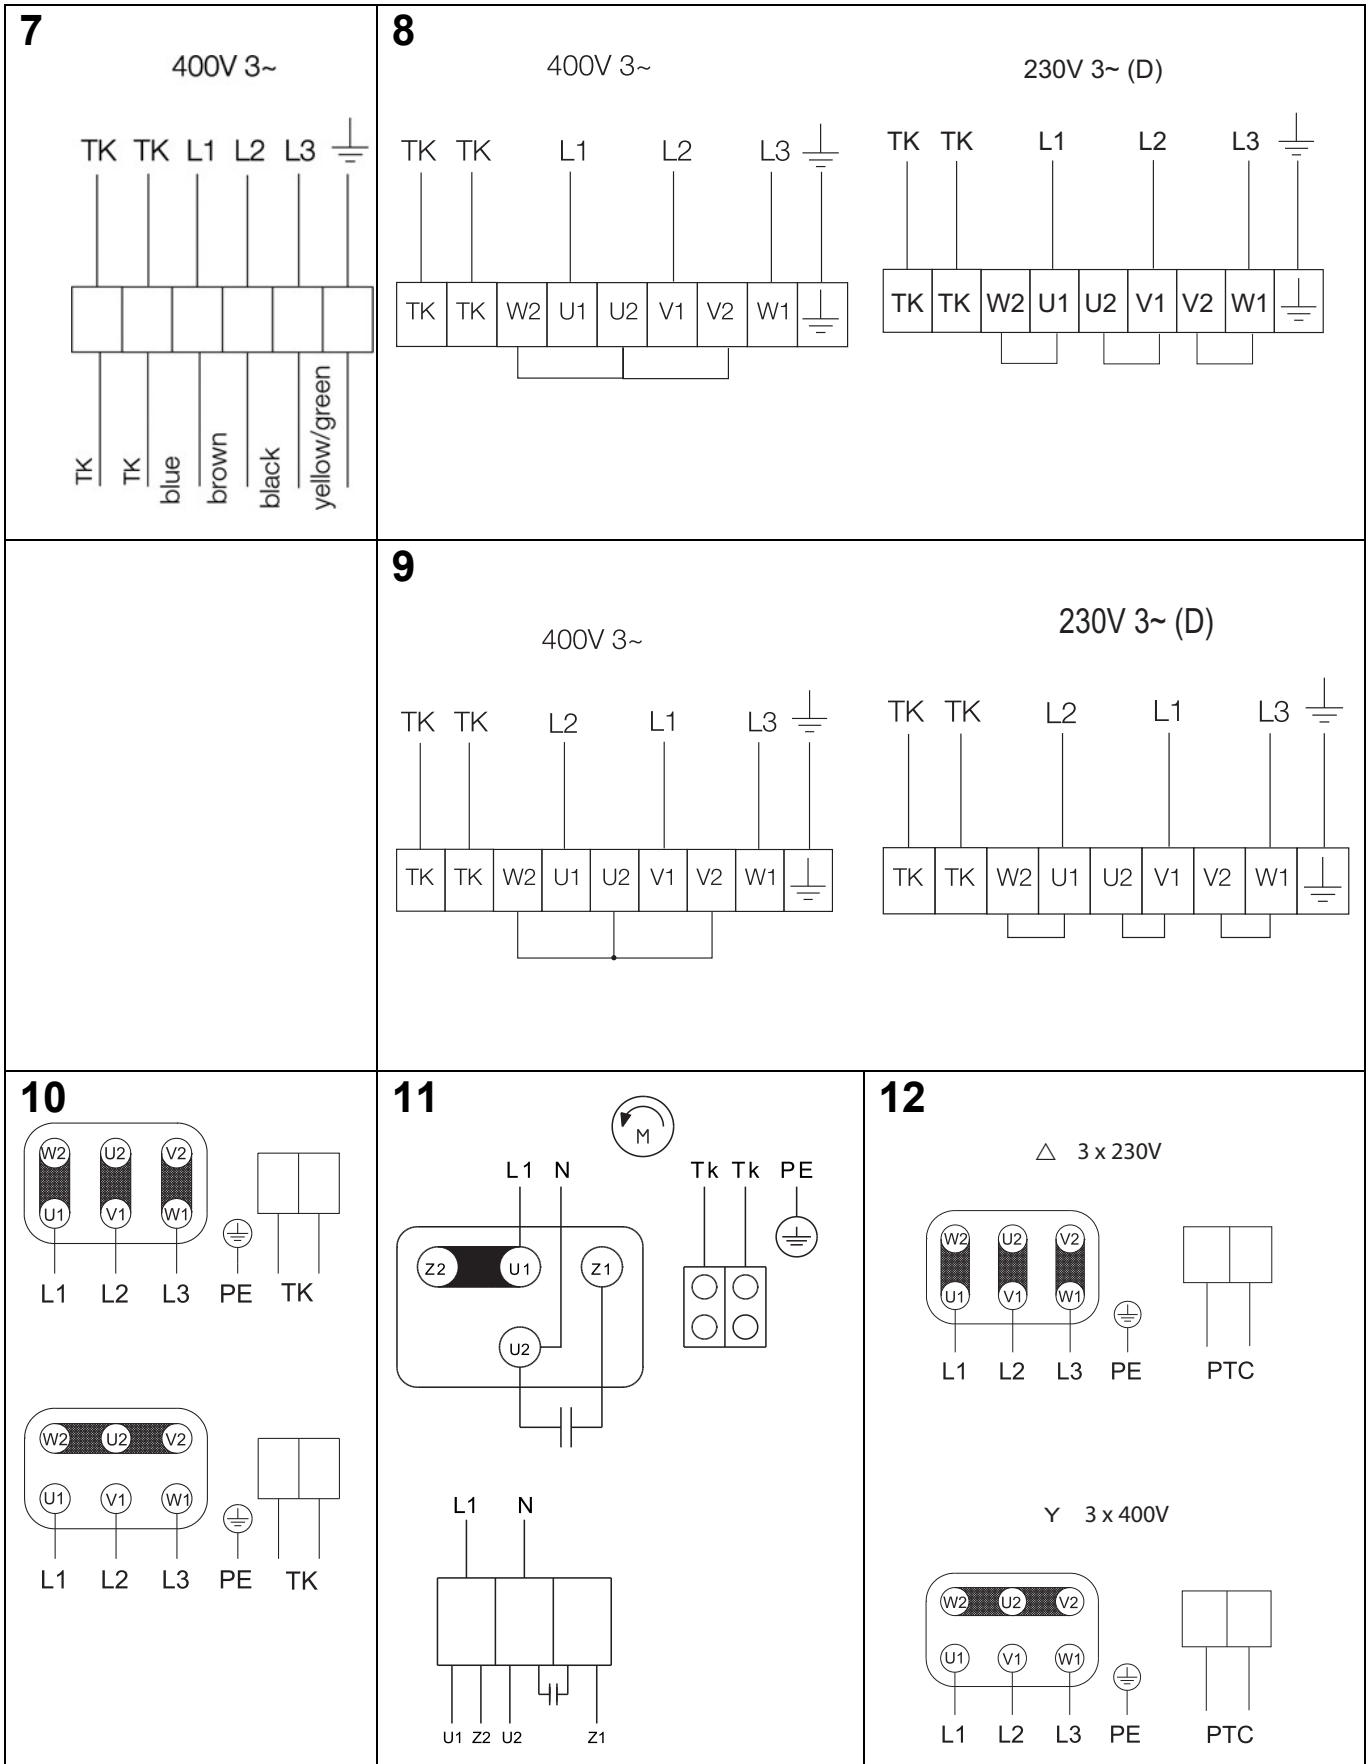 7
400V 3~
TK TK L1 L2 L3
TK TK blue brown black yellow/green
8
400V 3~
TK TK L1 L2 L3
TK TK W2 U1 U2 V1 V2 W1
230V 3~ (D)
TK TK L1 L2 L3
TK TK W2 U1 U2 V1 V2 W1
9
400V 3~
TK TK L2 L1 L3
TK TK W2 U1 U2 V1 V2 W1
230V 3~ (D)
TK TK L2 L1 L3
TK TK W2 U1 U2 V1 V2 W1
10
W2 U2 V2
U1 V1 W1
L1 L2 L3 PE TK
W2 U2 V2
U1 V1 W1
L1 L2 L3 PE TK
11
M
L1 N Tk Tk PE
Z2 U1 Z1
U2
L1 N
U1 Z2 U2 Z1
12
△ 3 x 230V
W2 U2 V2
U1 V1 W1
L1 L2 L3 PE PTC
Y 3 x 400V
W2 U2 V2
U1 V1 W1
L1 L2 L3 PE PTC